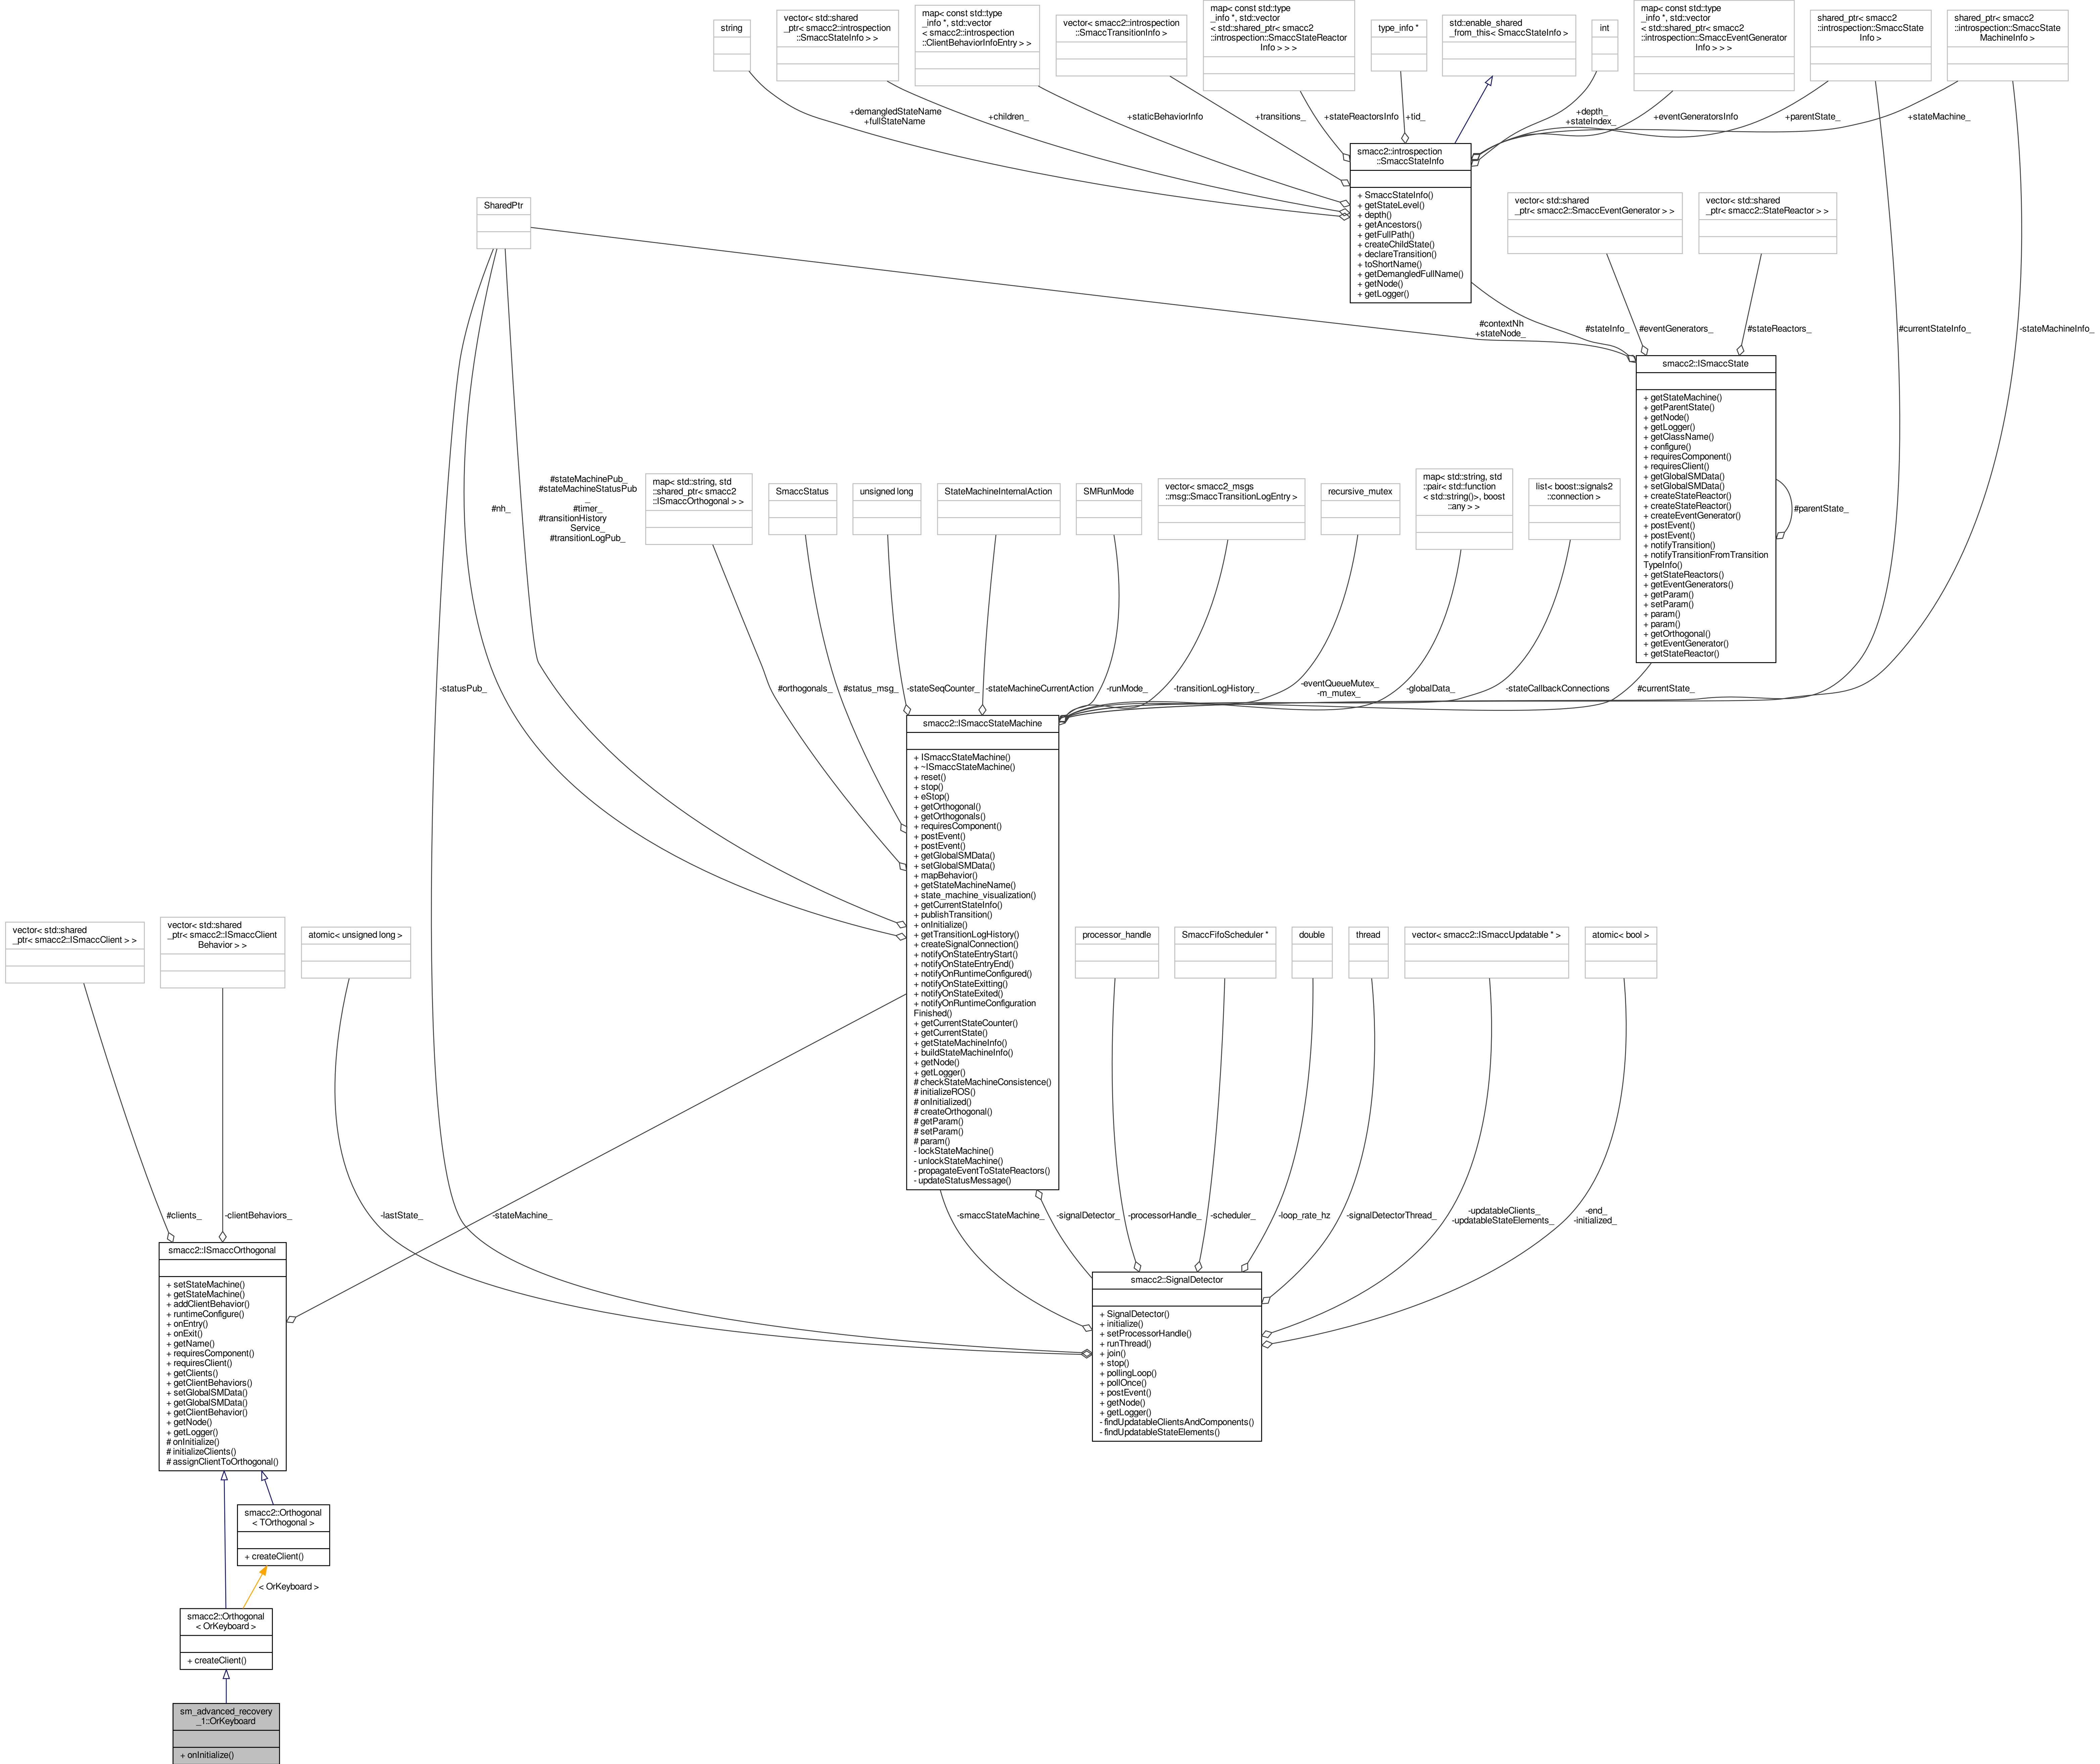 string
vector< std::shared
_ptr< smacc2::introspection
::SmaccStateInfo > >
map< const std::type
_info *, std::vector
< smacc2::introspection
::ClientBehaviorInfoEntry > >
vector< smacc2::introspection
::SmaccTransitionInfo >
map< const std::type
_info *, std::vector
< std::shared_ptr< smacc2
::introspection::SmaccStateReactor
Info > > >
type_info *
std::enable_shared
_from_this< SmaccStateInfo >
int
map< const std::type
_info *, std::vector
< std::shared_ptr< smacc2
::introspection::SmaccEventGenerator
Info > > >
shared_ptr< smacc2
::introspection::SmaccState
Info >
shared_ptr< smacc2
::introspection::SmaccState
MachineInfo >
+demangledStateName
+fullStateName
+children_
+staticBehaviorInfo
+transitions_
+stateReactorsInfo
+tid_
+depth_
+stateIndex_
+eventGeneratorsInfo
+parentState_
+stateMachine_
smacc2::introspection
::SmaccStateInfo
+ SmaccStateInfo()
+ getStateLevel()
+ depth()
+ getAncestors()
+ getFullPath()
+ createChildState()
+ declareTransition()
+ toShortName()
+ getDemangledFullName()
+ getNode()
+ getLogger()
SharedPtr
vector< std::shared
_ptr< smacc2::SmaccEventGenerator > >
vector< std::shared
_ptr< smacc2::StateReactor > >
#contextNh
+stateNode_
#stateInfo_
#eventGenerators_
#stateReactors_
#currentStateInfo_
-stateMachineInfo_
smacc2::ISmaccState
+ getStateMachine()
+ getParentState()
+ getNode()
+ getLogger()
+ getClassName()
+ configure()
+ requiresComponent()
+ requiresClient()
+ getGlobalSMData()
+ setGlobalSMData()
+ createStateReactor()
+ createStateReactor()
+ createEventGenerator()
+ postEvent()
+ postEvent()
+ notifyTransition()
+ notifyTransitionFromTransition
TypeInfo()
+ getStateReactors()
+ getEventGenerators()
+ getParam()
+ setParam()
+ param()
+ param()
+ getOrthogonal()
+ getEventGenerator()
+ getStateReactor()
#parentState_
#nh_
#stateMachinePub_
#stateMachineStatusPub
_
#timer_
#transitionHistory
Service_
#transitionLogPub_
map< std::string, std
::shared_ptr< smacc2
::ISmaccOrthogonal > >
SmaccStatus
unsigned long
StateMachineInternalAction
SMRunMode
vector< smacc2_msgs
::msg::SmaccTransitionLogEntry >
recursive_mutex
map< std::string, std
::pair< std::function
< std::string()>, boost
::any > >
list< boost::signals2
::connection >
-statusPub_
#orthogonals_
#status_msg_
-stateSeqCounter_
-stateMachineCurrentAction
-runMode_
-transitionLogHistory_
-eventQueueMutex_
-m_mutex_
-globalData_
-stateCallbackConnections
#currentState_
smacc2::ISmaccStateMachine
+ ISmaccStateMachine()
+ ~ISmaccStateMachine()
+ reset()
+ stop()
+ eStop()
+ getOrthogonal()
+ getOrthogonals()
+ requiresComponent()
+ postEvent()
+ postEvent()
+ getGlobalSMData()
+ setGlobalSMData()
+ mapBehavior()
+ getStateMachineName()
+ state_machine_visualization()
+ getCurrentStateInfo()
+ publishTransition()
+ onInitialize()
+ getTransitionLogHistory()
+ createSignalConnection()
+ notifyOnStateEntryStart()
+ notifyOnStateEntryEnd()
+ notifyOnRuntimeConfigured()
+ notifyOnStateExitting()
+ notifyOnStateExited()
+ notifyOnRuntimeConfiguration
Finished()
+ getCurrentStateCounter()
+ getCurrentState()
+ getStateMachineInfo()
+ buildStateMachineInfo()
+ getNode()
+ getLogger()
# checkStateMachineConsistence()
# initializeROS()
# onInitialized()
# createOrthogonal()
# getParam()
# setParam()
# param()
- lockStateMachine()
- unlockStateMachine()
- propagateEventToStateReactors()
- updateStatusMessage()
vector< std::shared
_ptr< smacc2::ISmaccClient > >
vector< std::shared
_ptr< smacc2::ISmaccClient
Behavior > >
atomic< unsigned long >
processor_handle
SmaccFifoScheduler *
double
thread
vector< smacc2::ISmaccUpdatable * >
atomic< bool >
#clients_
-clientBehaviors_
-lastState_
-stateMachine_
-smaccStateMachine_
-signalDetector_
-processorHandle_
-scheduler_
-loop_rate_hz
-signalDetectorThread_
-updatableClients_
-updatableStateElements_
-end_
-initialized_
smacc2::ISmaccOrthogonal
+ setStateMachine()
+ getStateMachine()
+ addClientBehavior()
+ runtimeConfigure()
+ onEntry()
+ onExit()
+ getName()
+ requiresComponent()
+ requiresClient()
+ getClients()
+ getClientBehaviors()
+ setGlobalSMData()
+ getGlobalSMData()
+ getClientBehavior()
+ getNode()
+ getLogger()
# onInitialize()
# initializeClients()
# assignClientToOrthogonal()
smacc2::SignalDetector
+ SignalDetector()
+ initialize()
+ setProcessorHandle()
+ runThread()
+ join()
+ stop()
+ pollingLoop()
+ pollOnce()
+ postEvent()
+ getNode()
+ getLogger()
- findUpdatableClientsAndComponents()
- findUpdatableStateElements()
smacc2::Orthogonal
< TOrthogonal >
+ createClient()
< OrKeyboard >
smacc2::Orthogonal
< OrKeyboard >
+ createClient()
sm_advanced_recovery
_1::OrKeyboard
+ onInitialize()